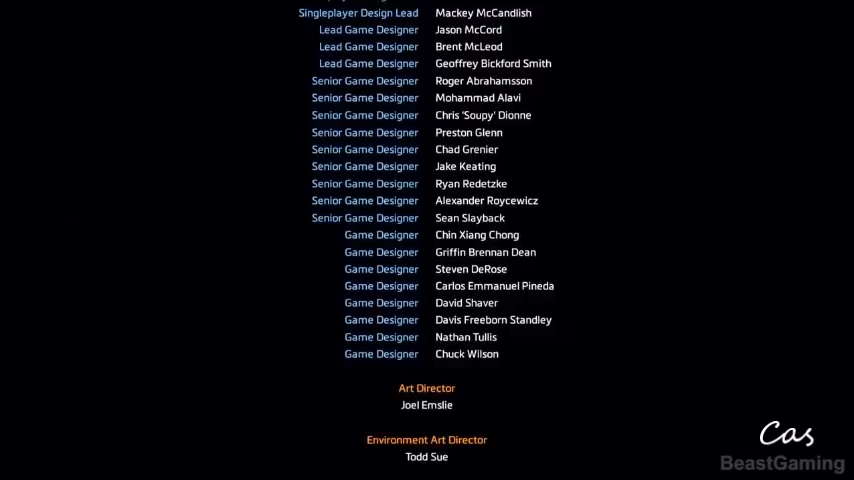 Singleplayer Design Lead Mackey McCandlish
Lead Game Designer Jason McCord
Lead Game Designer Brent McLeod
Lead Game Designer Geoffrey Bickford Smith
Senior Game Designer Roger Abrahamsson
Senior Game Designer Mohammad Alavi
Senior Game Designer Chris 'Soupy' Dionne
Senior Game Designer Preston Glenn
Senior Game Designer Chad Grenier
Senior Game Designer Jake Keating
Senior Game Designer Ryan Redetzke
Senior Game Designer Alexander Roycewicz
Senior Game Designer Sean Slayback
Game Designer Chin Xiang Chong
Game Designer Griffin Brennan Dean
Game Designer Steven DeRose
Game Designer Carlos Emmanuel Pineda
Game Designer David Shaver
Game Designer Davis Freeborn Standley
Game Designer Nathan Tullis
Game Designer Chuck Wilson
Art Director
Joel Emslie
Environment Art Director
Todd Sue
Cas
BeastGaming